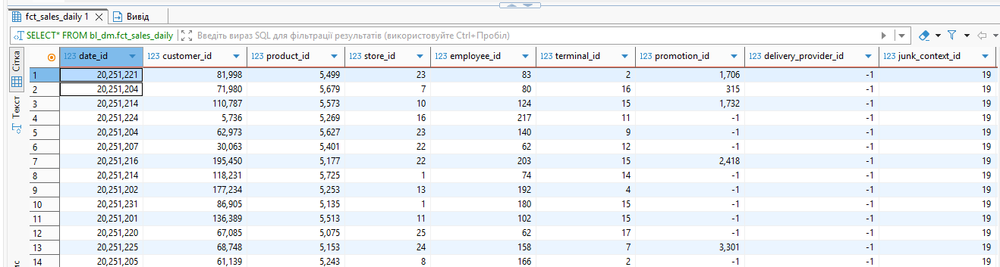 fct_sales_daily 1 Вивід
SELECT* FROM bl_dm.fct_sales_daily Введіть вираз SQL для фільтрації результатів (використовуйте Ctrl+Пробіл)
Сітка
Текст
123 date_id 123 customer_id 123 product_id 123 store_id 123 employee_id 123 terminal_id 123 promotion_id 123 delivery_provider_id 123 junk_context_id
1 20,251,221 81,998 5,499 23 83 2 1,706 -1 19
2 20,251,204 71,980 5,679 7 80 16 315 -1 19
3 20,251,214 110,787 5,573 10 124 15 1,732 -1 19
4 20,251,224 5,736 5,269 16 217 11 -1 -1 19
5 20,251,204 62,973 5,627 23 140 9 -1 -1 19
6 20,251,207 30,063 5,401 22 62 12 -1 -1 19
7 20,251,216 195,450 5,177 22 203 15 2,418 -1 19
8 20,251,214 118,231 5,725 1 74 14 -1 -1 19
9 20,251,202 177,234 5,253 13 192 4 -1 -1 19
10 20,251,231 86,905 5,135 1 180 15 -1 -1 19
11 20,251,201 136,389 5,513 11 102 15 -1 -1 19
12 20,251,220 67,085 5,075 25 62 17 -1 -1 19
13 20,251,225 68,748 5,153 24 158 7 3,301 -1 19
14 20,251,205 61,139 5,243 8 166 2 -1 -1 19